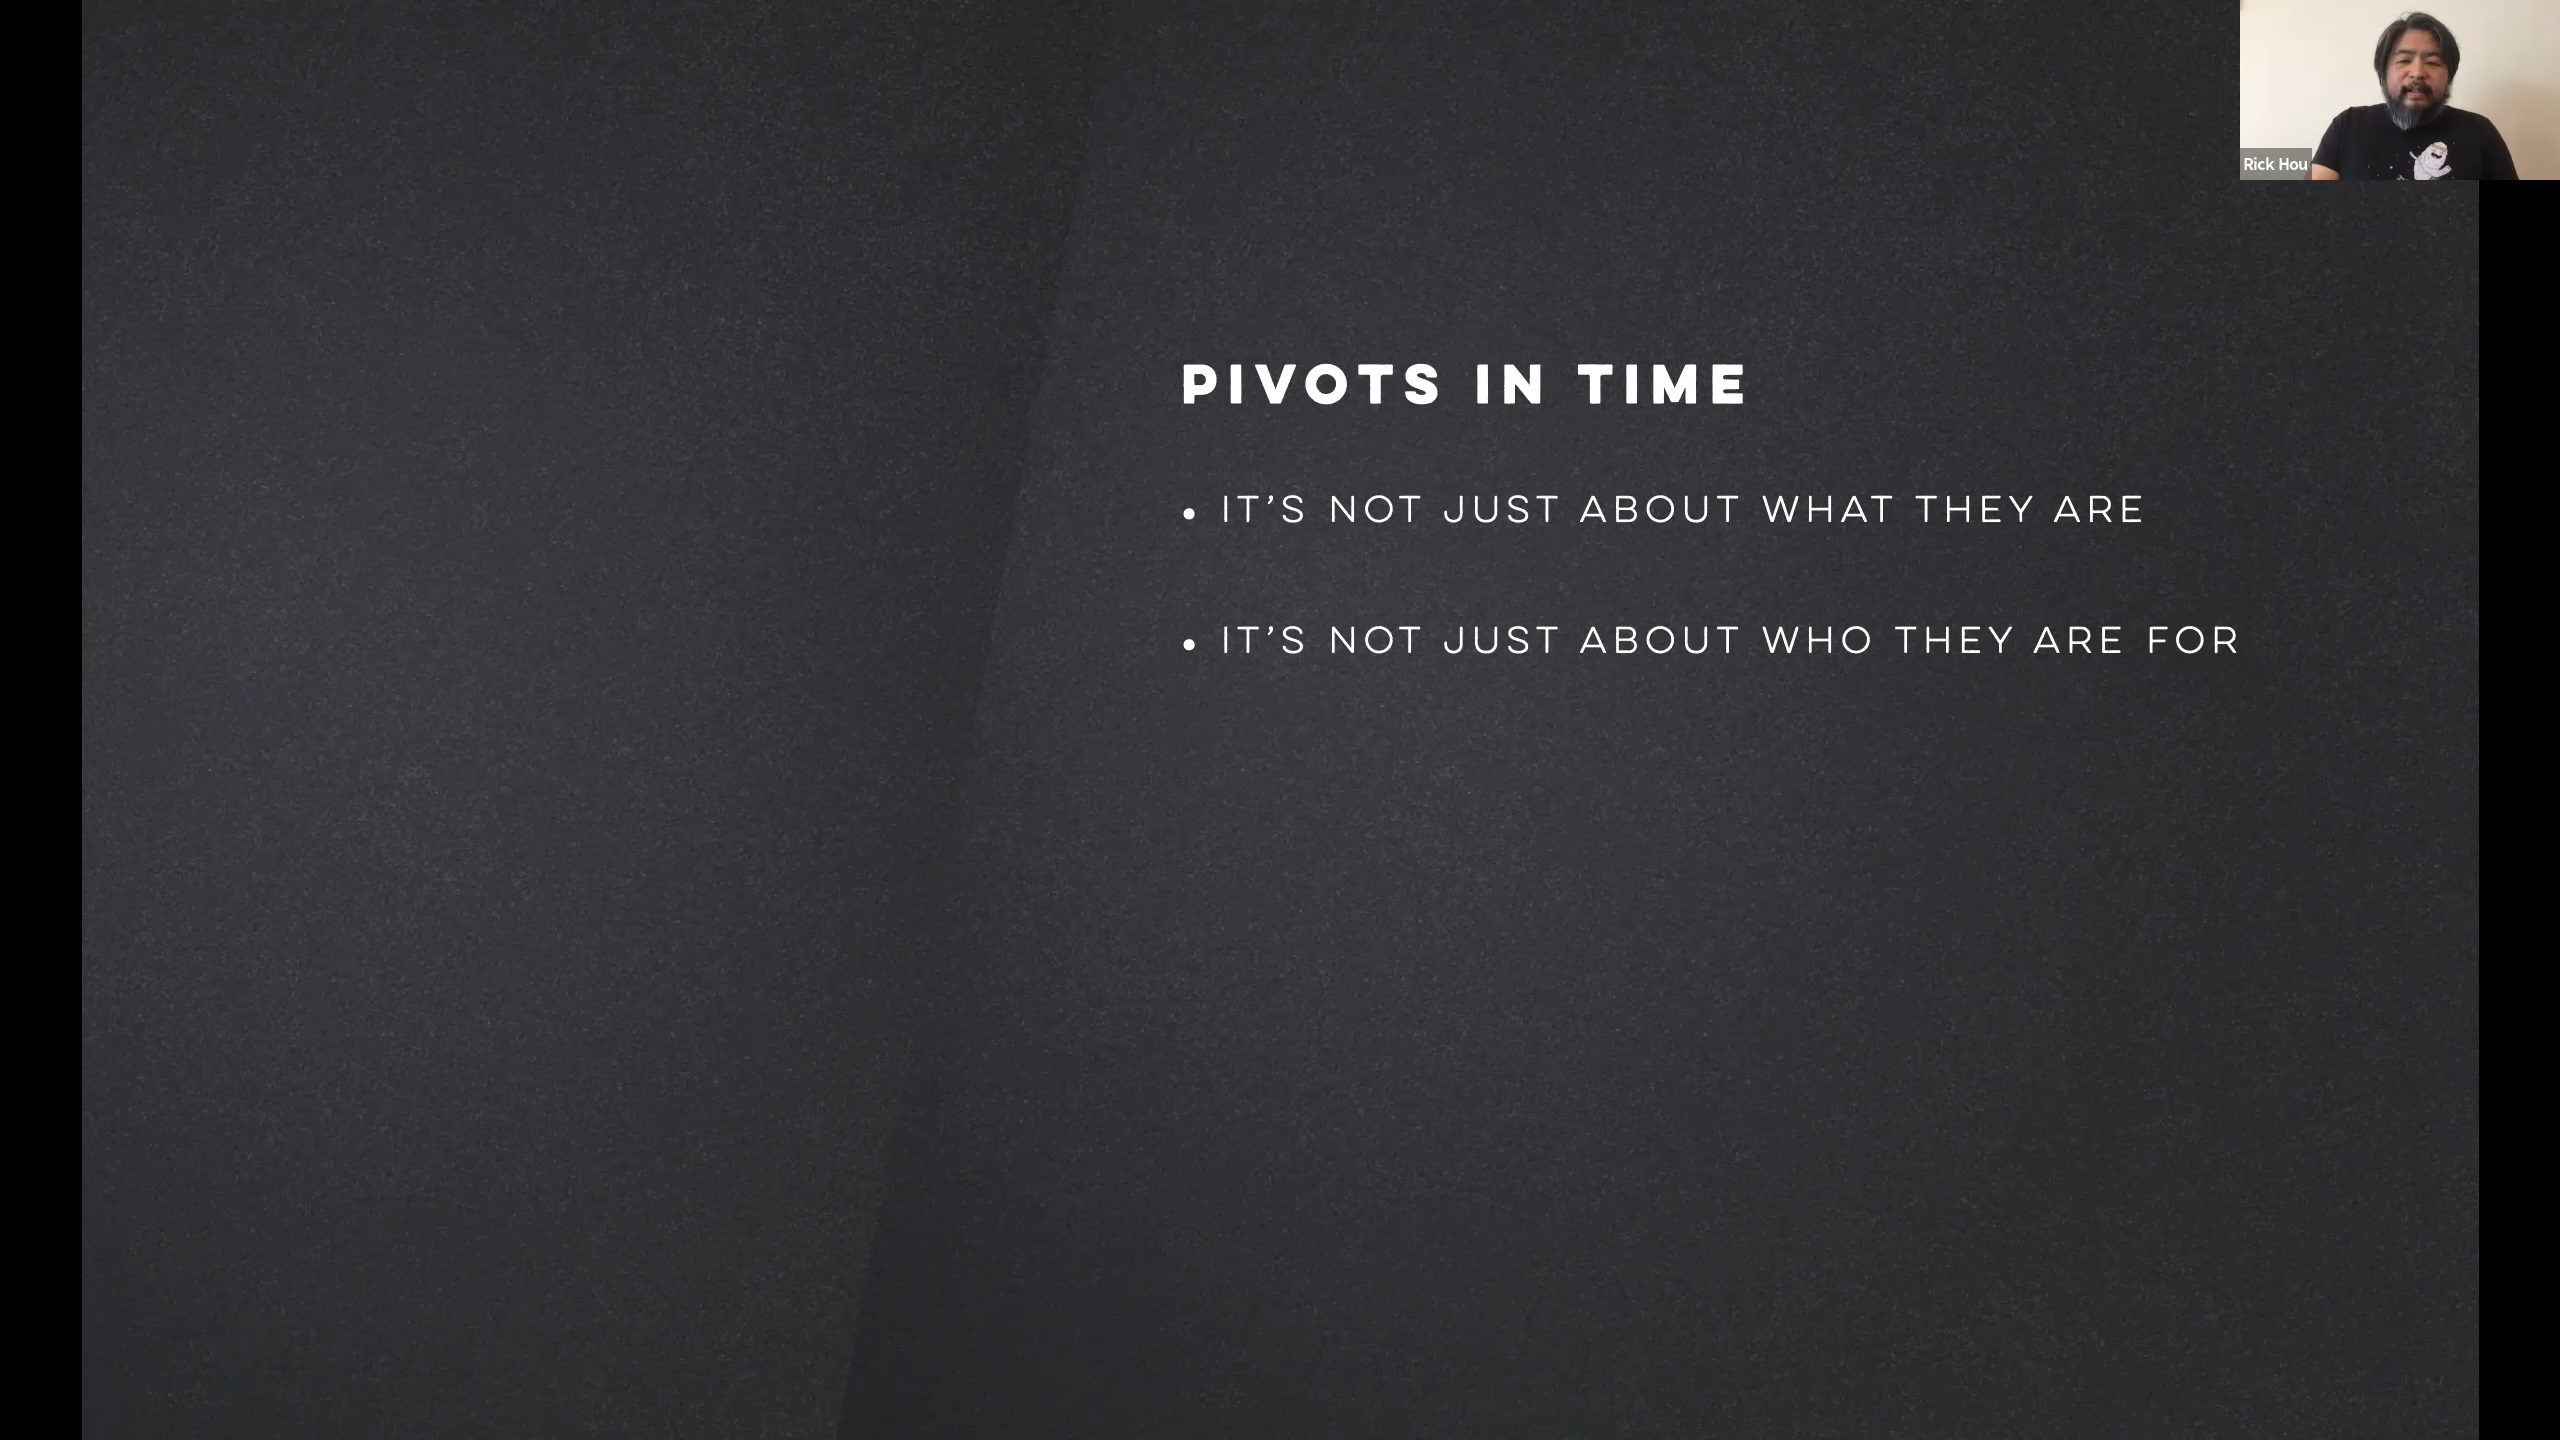 PIVOTS IN TIME
• IT’S NOT JUST ABOUT WHAT THEY ARE
• IT’S NOT JUST ABOUT WHO THEY ARE FOR
Rick Hou